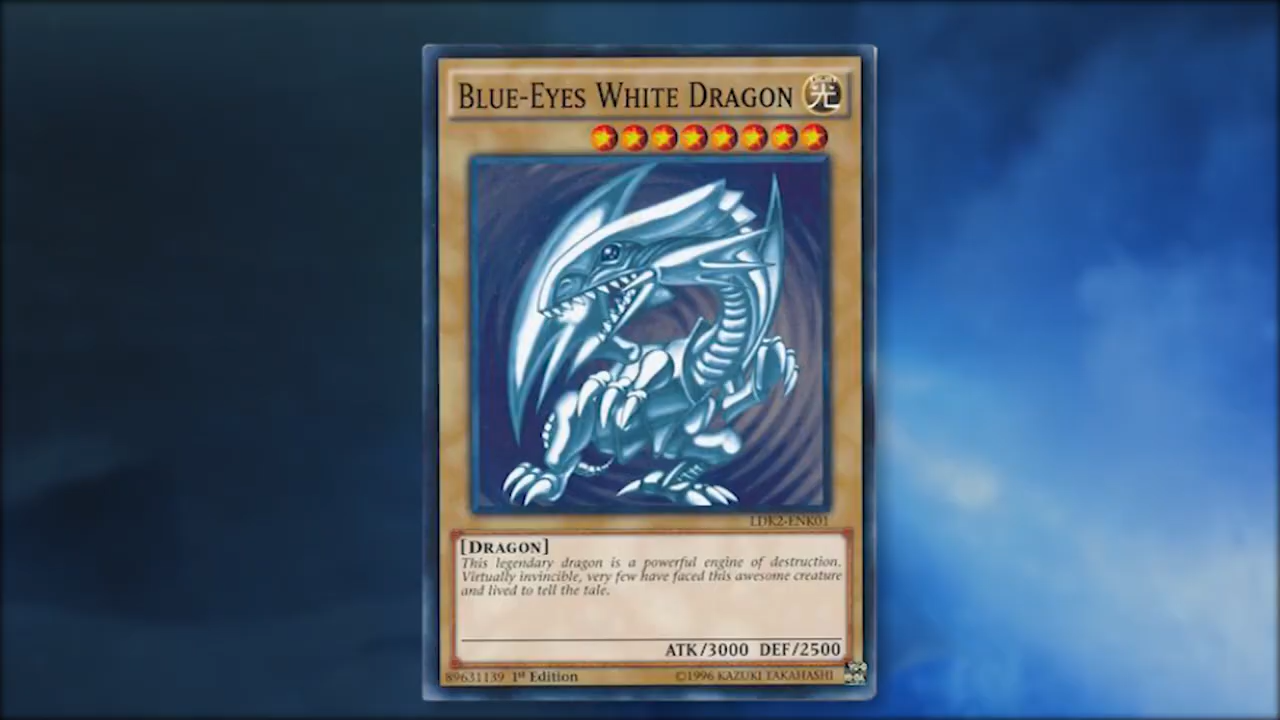 BLUE-EYES WHITE DRAGON
LIGHT
光
LDK2-ENK01
[DRAGON]
This legendary dragon is a powerful engine of destruction.
Virtually invincible, very few have faced this awesome creature
and lived to tell the tale.
ATK/3000 DEF/2500
89631139 1st Edition ©1996 KAZUKI TAKAHASHI